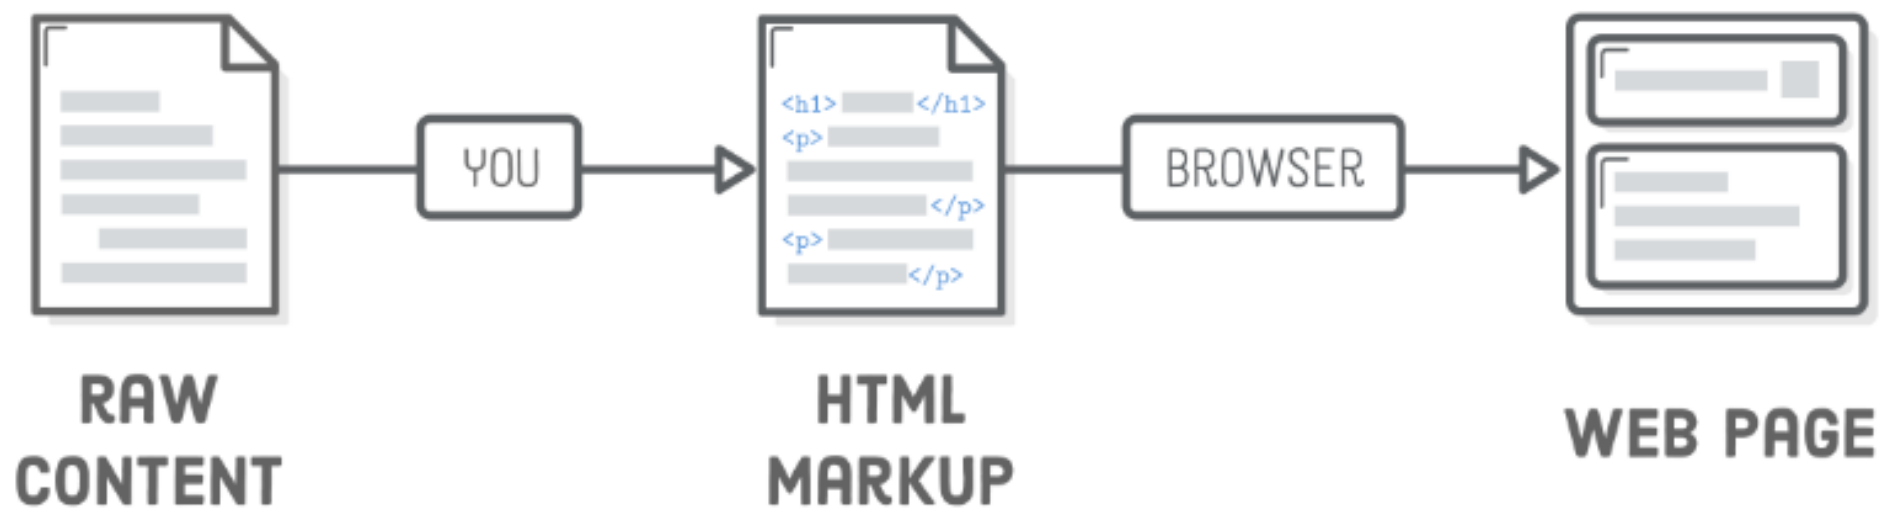 <h1> </h1>
<p>
</p>
<p>
</p>
YOU
BROWSER
RAW
CONTENT
HTML
MARKUP
WEB PAGE